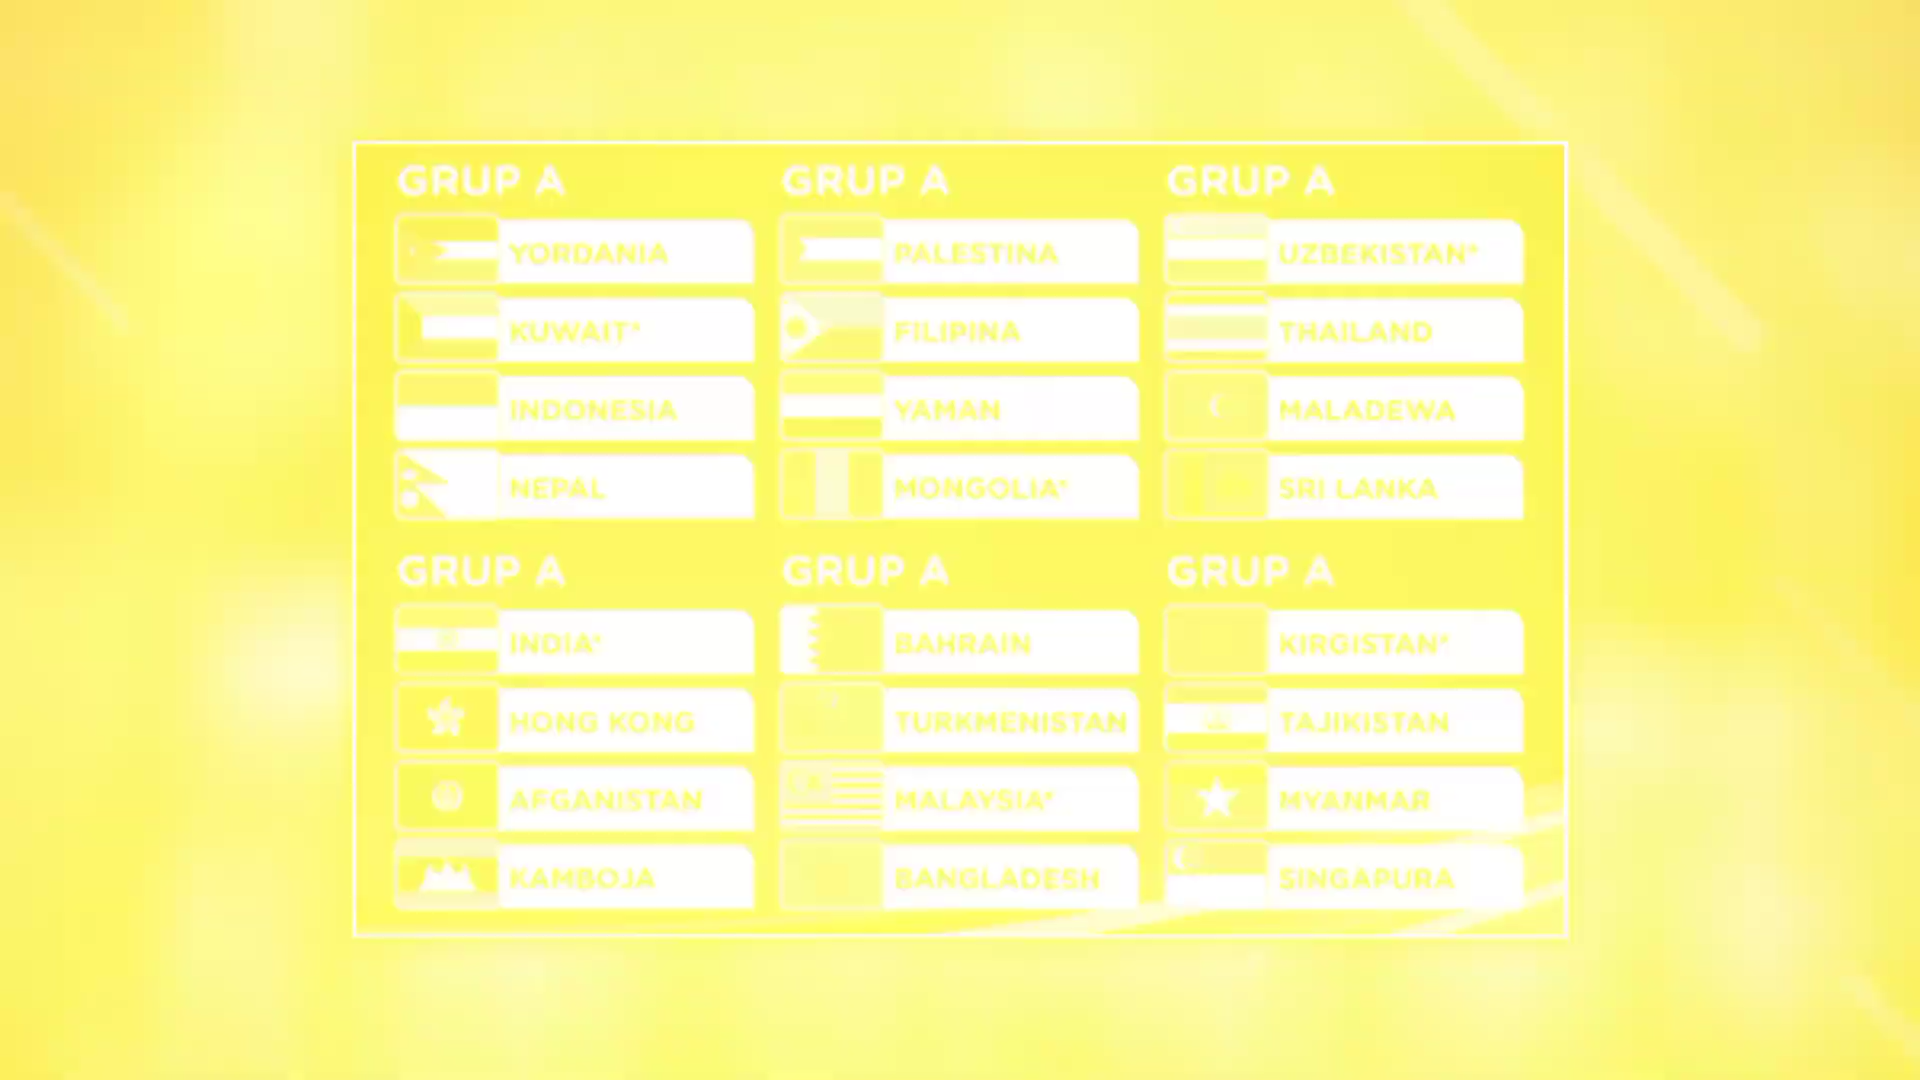 GRUP A
YORDANIA
KUWAIT*
INDONESIA
NEPAL
GRUP A
PALESTINA
FILIPINA
YAMAN
MONGOLIA*
GRUP A
UZBEKISTAN*
THAILAND
MALADEWA
SRI LANKA
GRUP A
INDIA*
HONG KONG
AFGANISTAN
KAMBOJA
GRUP A
BAHRAIN
TURKMENISTAN
MALAYSIA*
BANGLADESH
GRUP A
KIRGISTAN*
TAJIKISTAN
MYANMAR
SINGAPURA